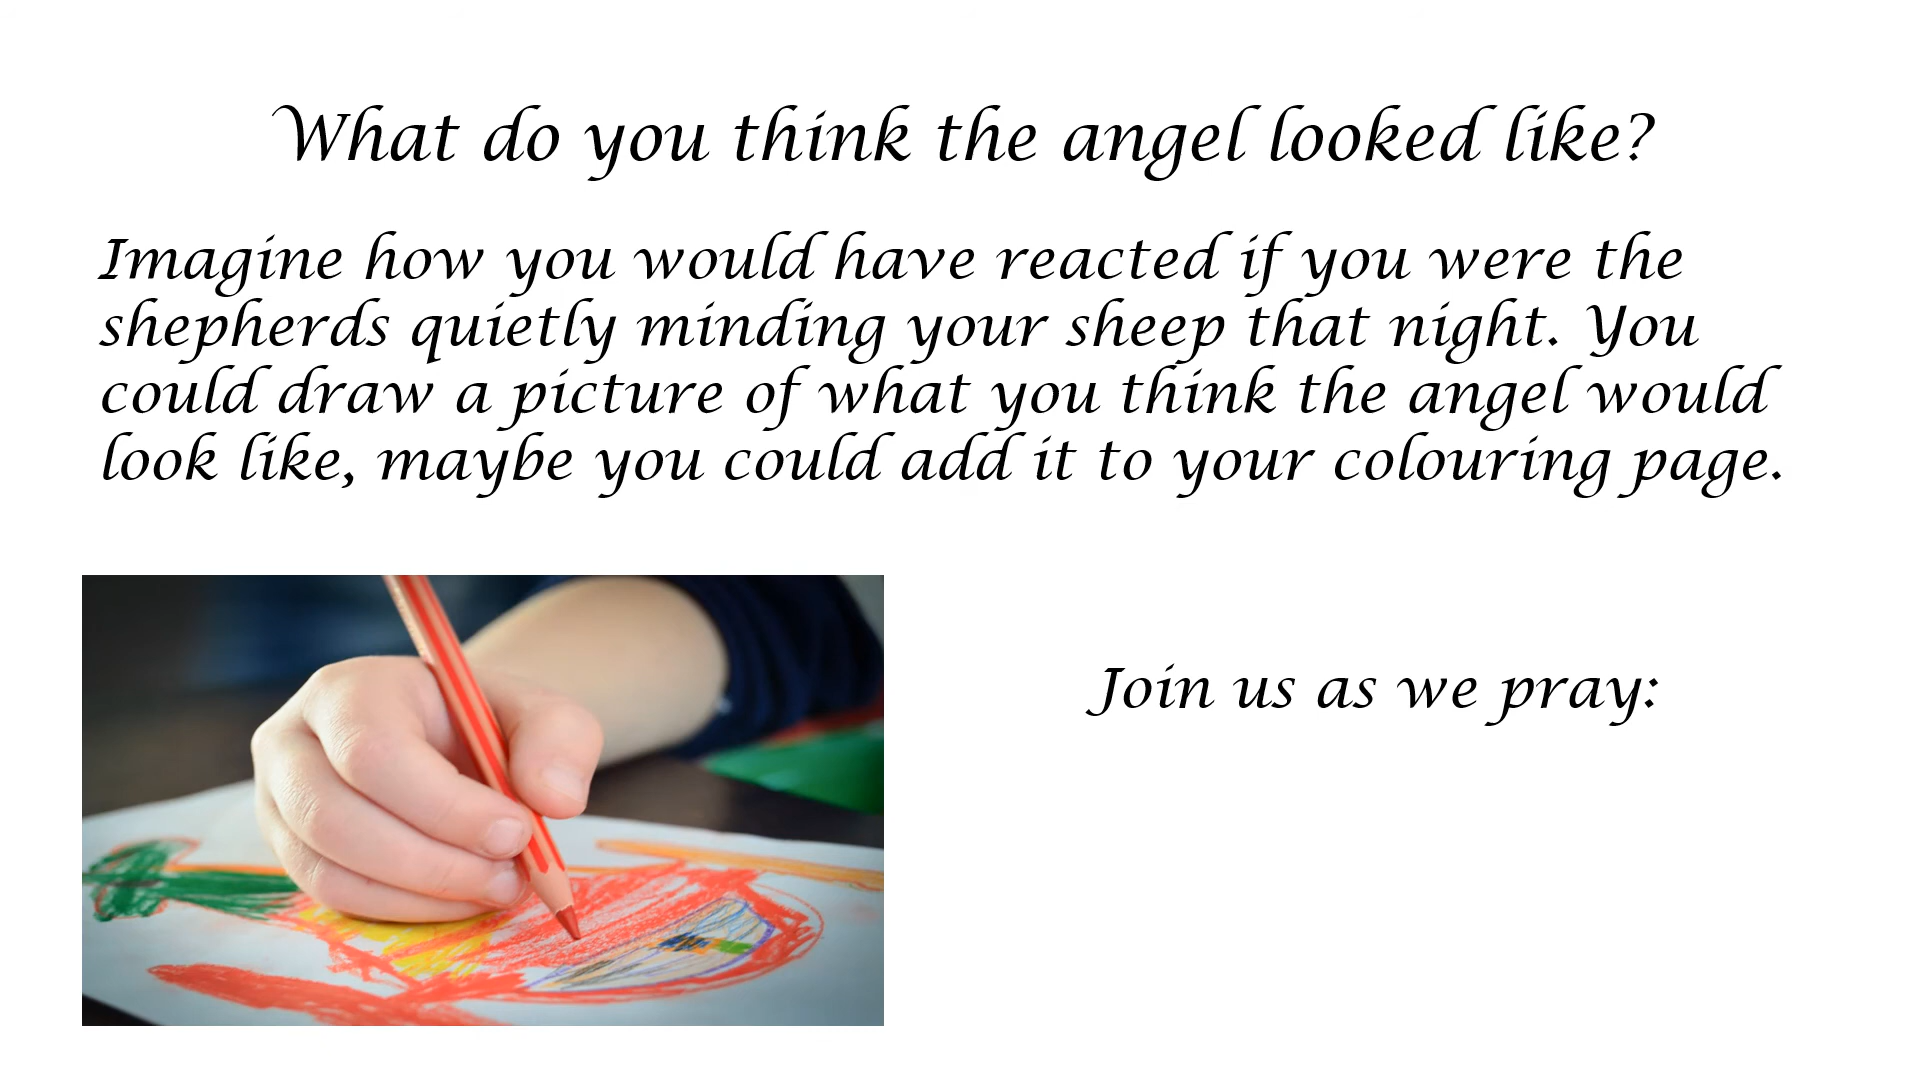 What do you think the angel looked like?
Imagine how you would have reacted if you were the
shepherds quietly minding your sheep that night. You
could draw a picture of what you think the angel would
look like, maybe you could add it to your colouring page.
Join us as we pray: